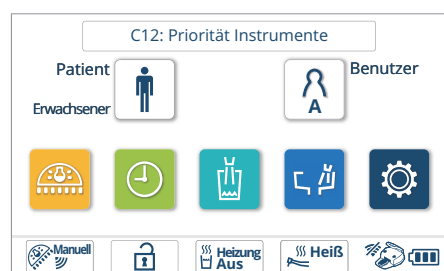 C12: Priorität Instrumente
Patient
Benutzer
Erwachsener
A
Manuell
Heizung
Aus
Heiß